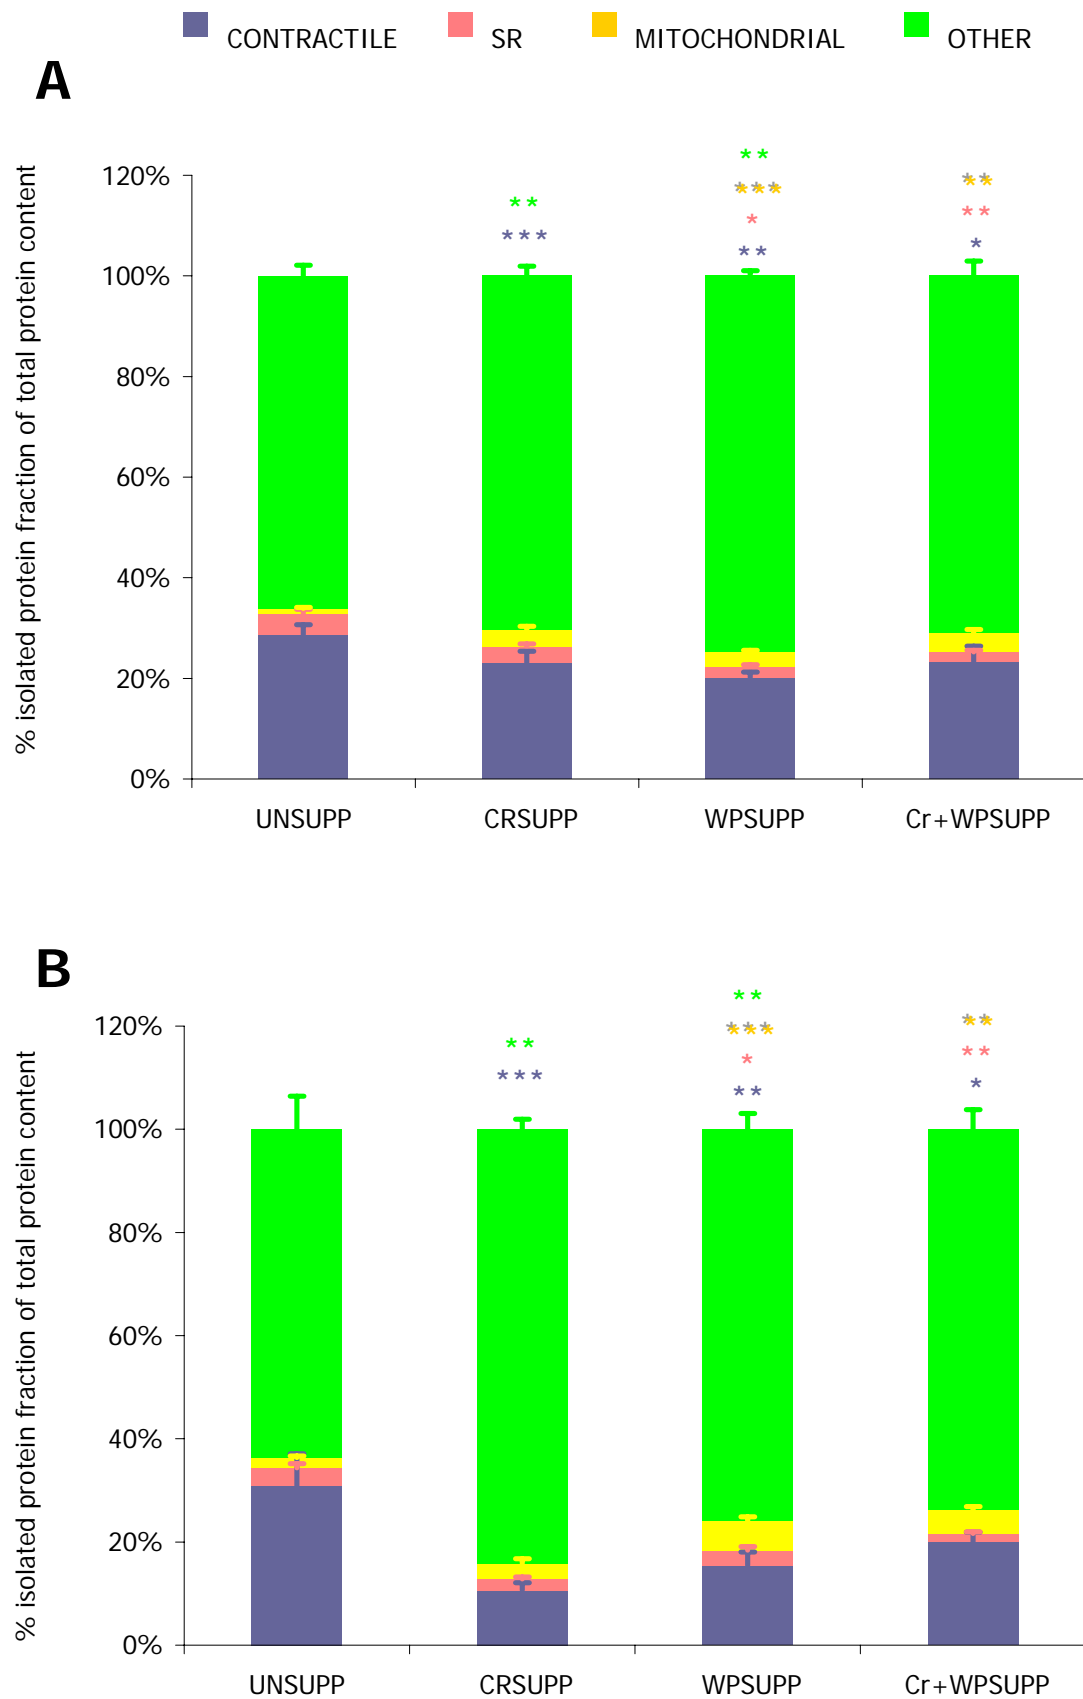 CONTRACTILE SR MITOCHONDRIAL OTHER
A
% isolated protein fraction of total protein content
120%
100%
80%
60%
40%
20%
0%
** *** ** *** * ** ** ** *
UNSUPP CRSUPP WPSUPP Cr+WPSUPP
B
% isolated protein fraction of total protein content
120%
100%
80%
60%
40%
20%
0%
** *** ** *** * ** ** ** *
UNSUPP CRSUPP WPSUPP Cr+WPSUPP